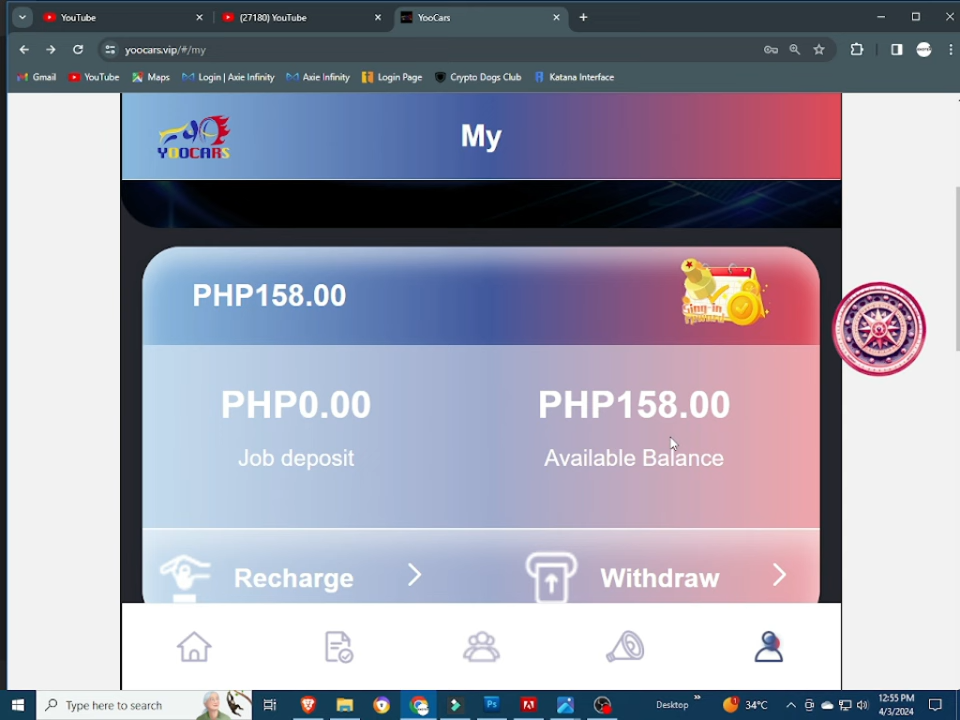 YouTube
(27180) YouTube
YooCars
yoocars.vip/#/my
Gmail
YouTube
Maps
Login | Axie Infinity
Axie Infinity
Login Page
Crypto Dogs Club
Katana Interface
YOOCARS
My
PHP158.00
PHP0.00
PHP158.00
Job deposit
Available Balance
Recharge
Withdraw
Type here to search
Desktop
34°C
12:55 PM
4/3/2024